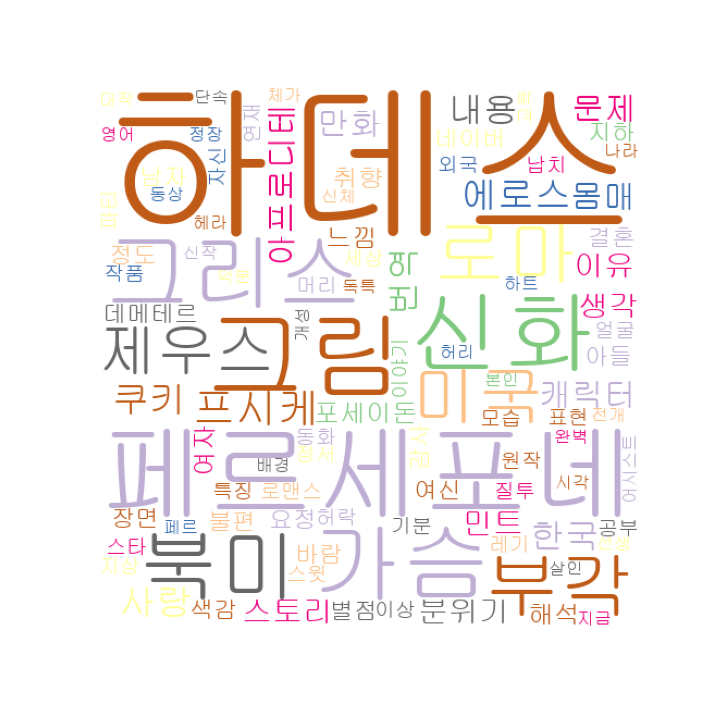 하데스
단속
체가
영어
정장
연재
만화
내용
네이버
문제
지하
나라
남자
동상
자신
아프로디테
취향
신체
외국
납치
에로스
몸매
헤라
정도
신작
느낌
세상
로마
결혼
이유
작품
그리스
머리
독특
번역
하트
생각
데메테르
개성
신화
얼굴
제우스
그림
이야기
허리
아들
쿠키
프시케
포세이돈
미국
본인
캐릭터
모습
표현
전개
여자
동화
배경
페르세포네
감시
원작
완벽
시각
어시스트
특징
로맨스
여신
질투
장면
페르
불편
요정
허락
기분
민트
한국
공부
스타
지상
북미
바람
스윗
가슴
레기
살인
부각
사랑
색감
스토리
별점
이상
분위기
해석
지금